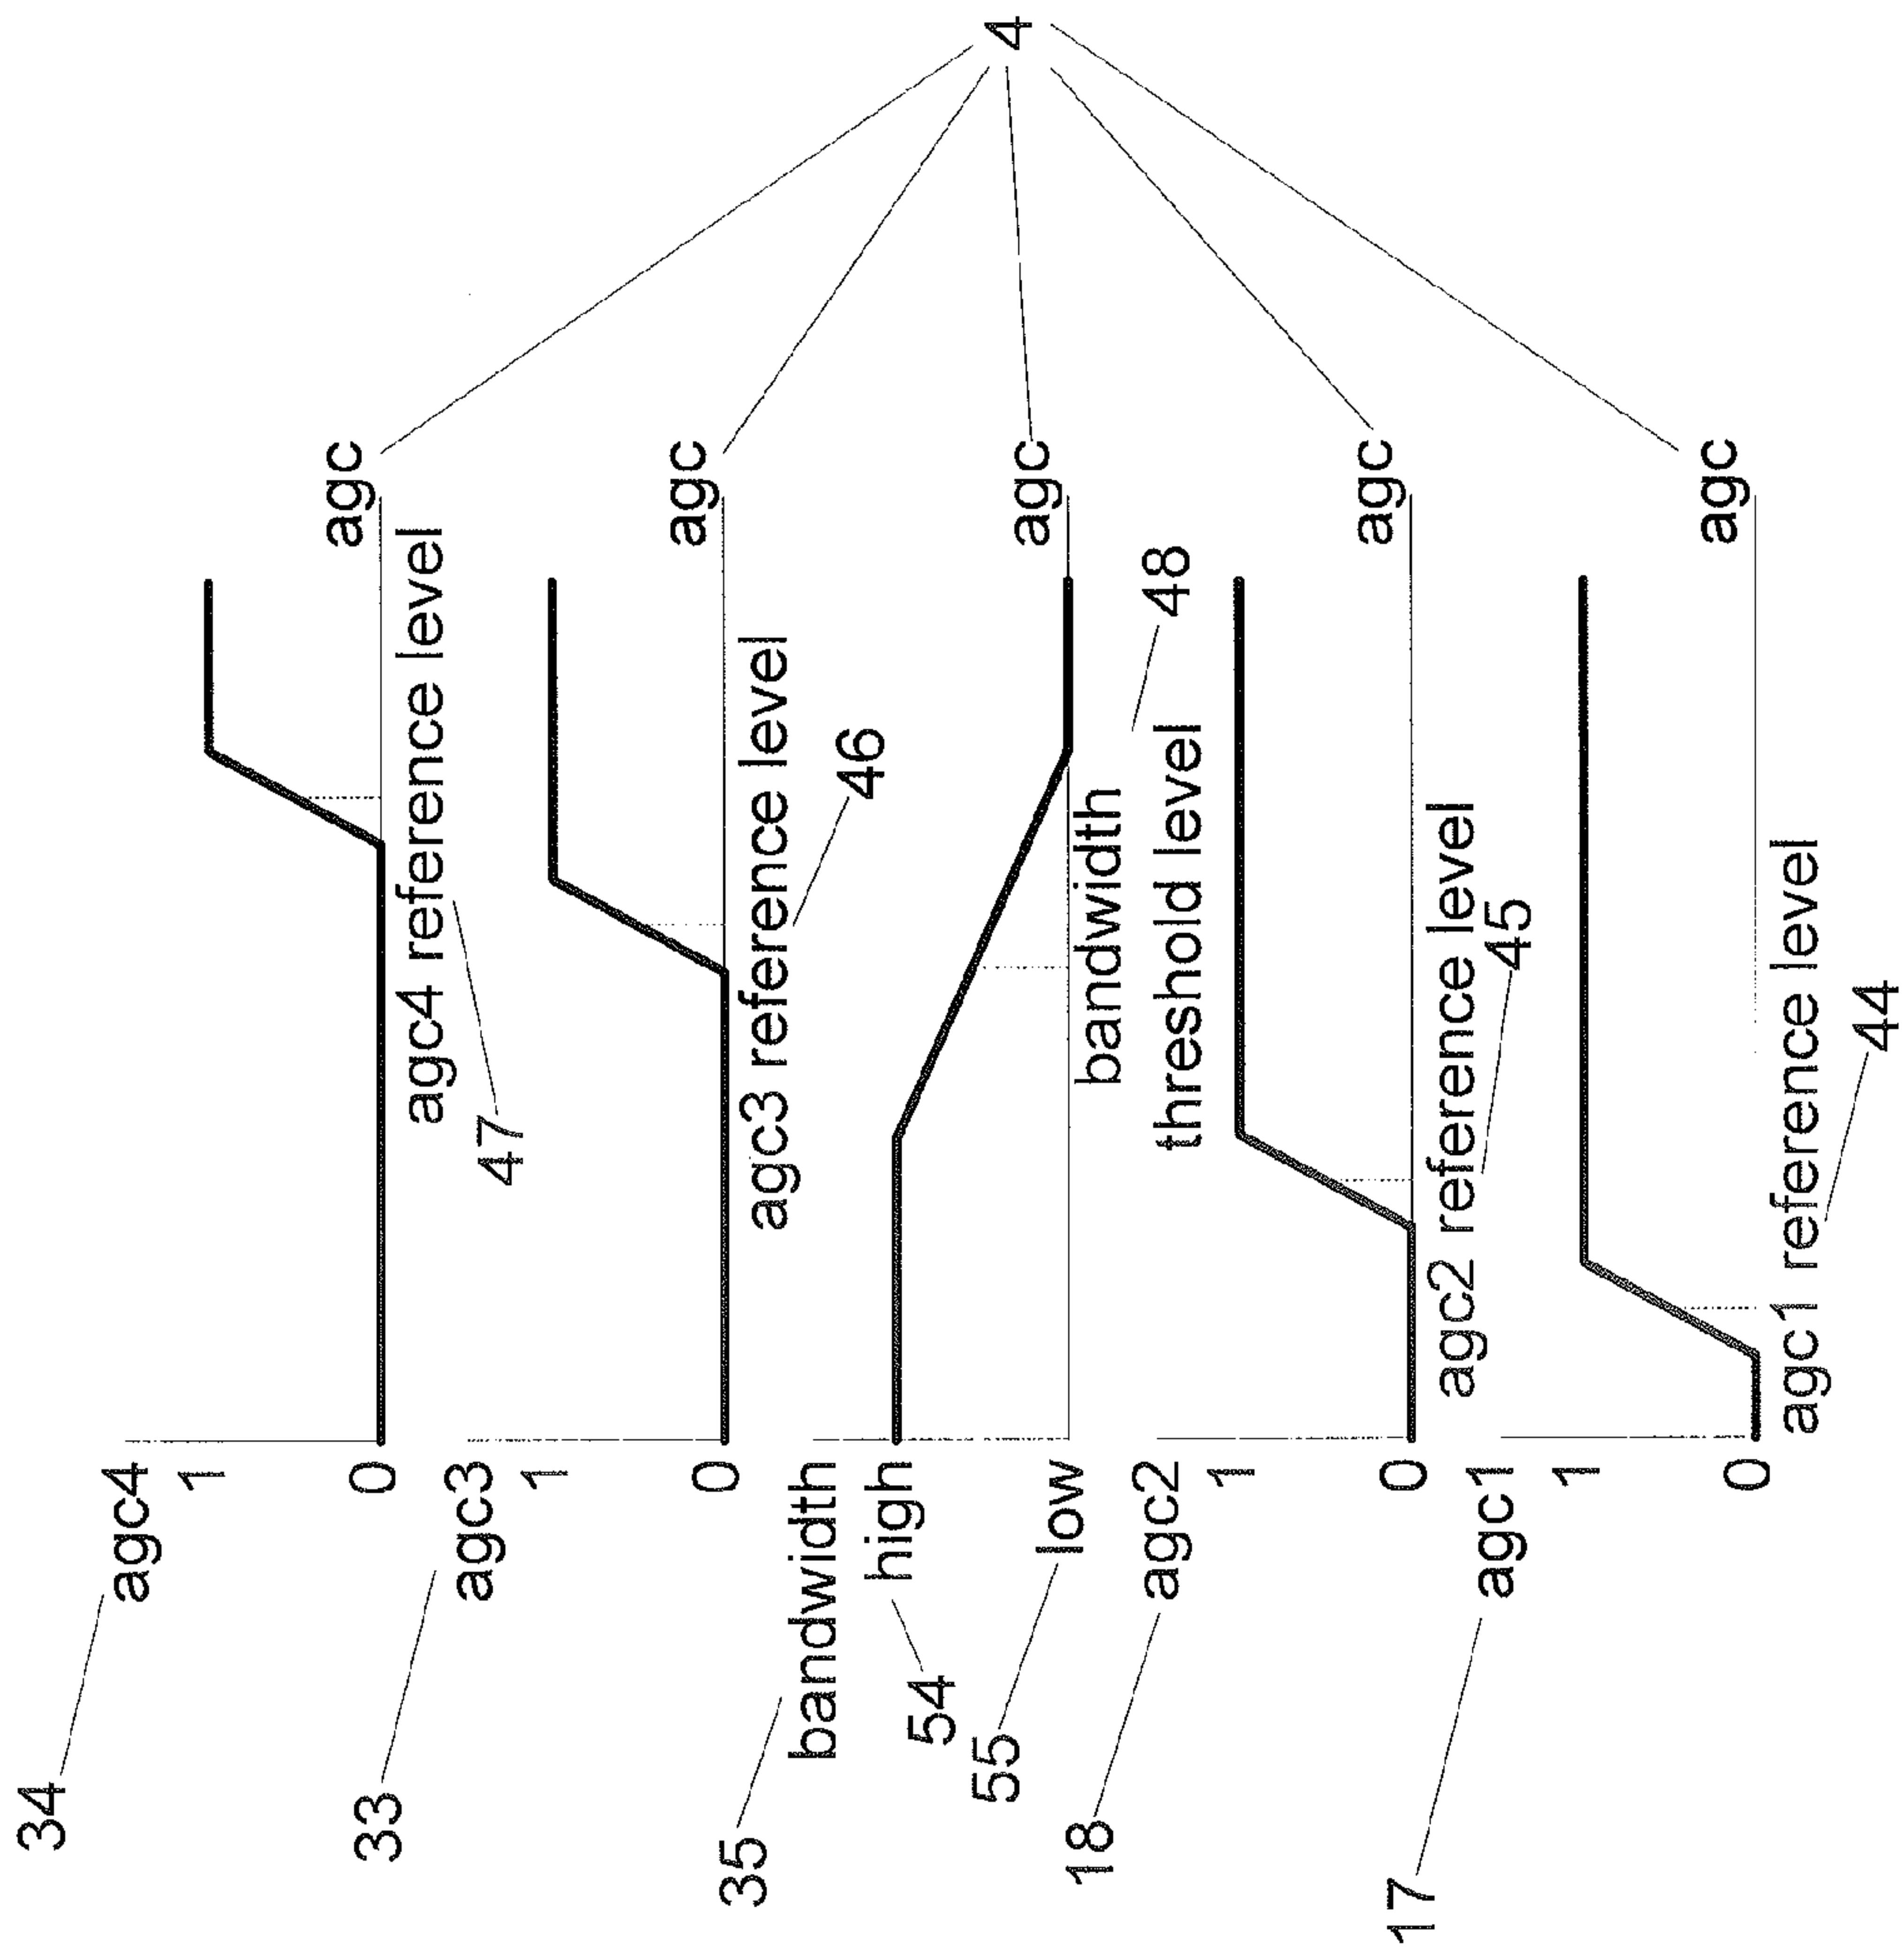 34
agc4
1
0
agc
agc4 reference level
47
33
agc3
1
0
agc
agc3 reference level
46
4
35
bandwidth
high
54
low
55
agc
bandwidth
threshold level
48
18
agc2
1
0
agc
agc2 reference level
45
17
agc1
1
0
agc
agc1 reference level
44